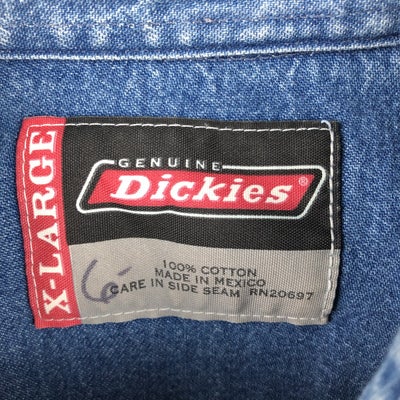 X-LARGE
GENUINE
Dickies®
100% COTTON
MADE IN MEXICO
CARE IN SIDE SEAM RN20697
6-